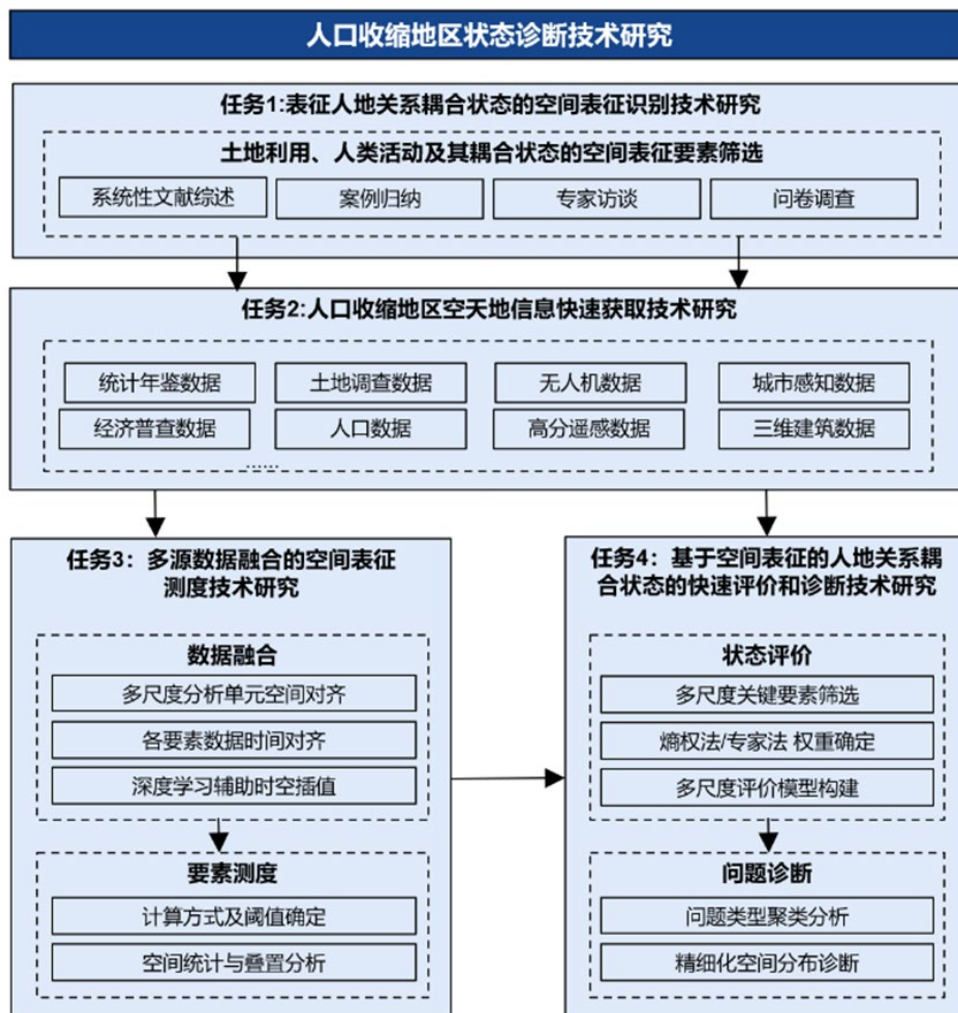 人口收缩地区状态诊断技术研究
任务1:表征人地关系耦合状态的空间表征识别技术研究
土地利用、人类活动及其耦合状态的空间表征要素筛选
系统性文献综述
案例归纳
专家访谈
问卷调查
任务2:人口收缩地区空天地信息快速获取技术研究
统计年鉴数据
土地调查数据
无人机数据
城市感知数据
经济普查数据
人口数据
高分遥感数据
三维建筑数据
......
任务3：多源数据融合的空间表征
测度技术研究
数据融合
多尺度分析单元空间对齐
各要素数据时间对齐
深度学习辅助时空插值
要素测度
计算方式及阈值确定
空间统计与叠置分析
任务4：基于空间表征的人地关系耦
合状态的快速评价和诊断技术研究
状态评价
多尺度关键要素筛选
熵权法/专家法 权重确定
多尺度评价模型构建
问题诊断
问题类型聚类分析
精细化空间分布诊断